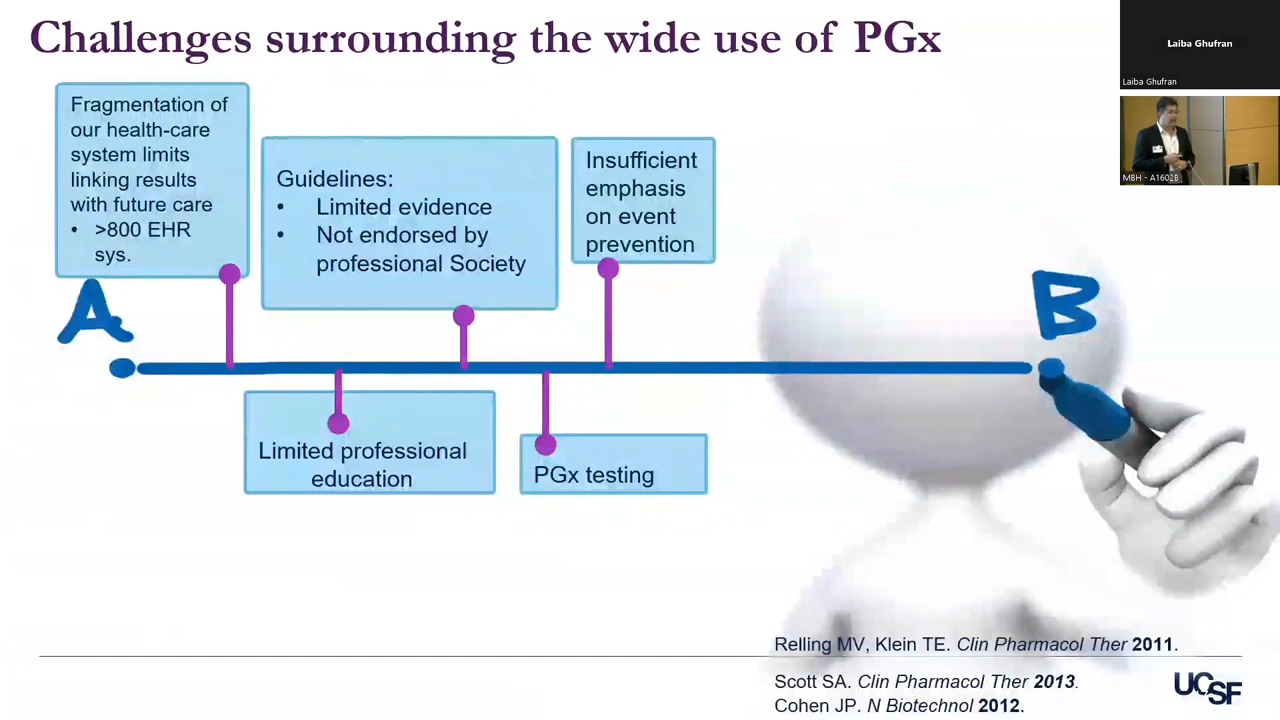 Challenges surrounding the wide use of PGx
Laiba Ghufran
Laiba Ghufran
MBH - A1602B
Fragmentation of
our health-care
system limits
linking results
with future care
• >800 EHR
sys.
Guidelines:
• Limited evidence
• Not endorsed by
professional Society
Insufficient
emphasis
on event
prevention
A
B
Limited professional
education
PGx testing
Relling MV, Klein TE. Clin Pharmacol Ther 2011.
Scott SA. Clin Pharmacol Ther 2013.
Cohen JP. N Biotechnol 2012.
UCSF